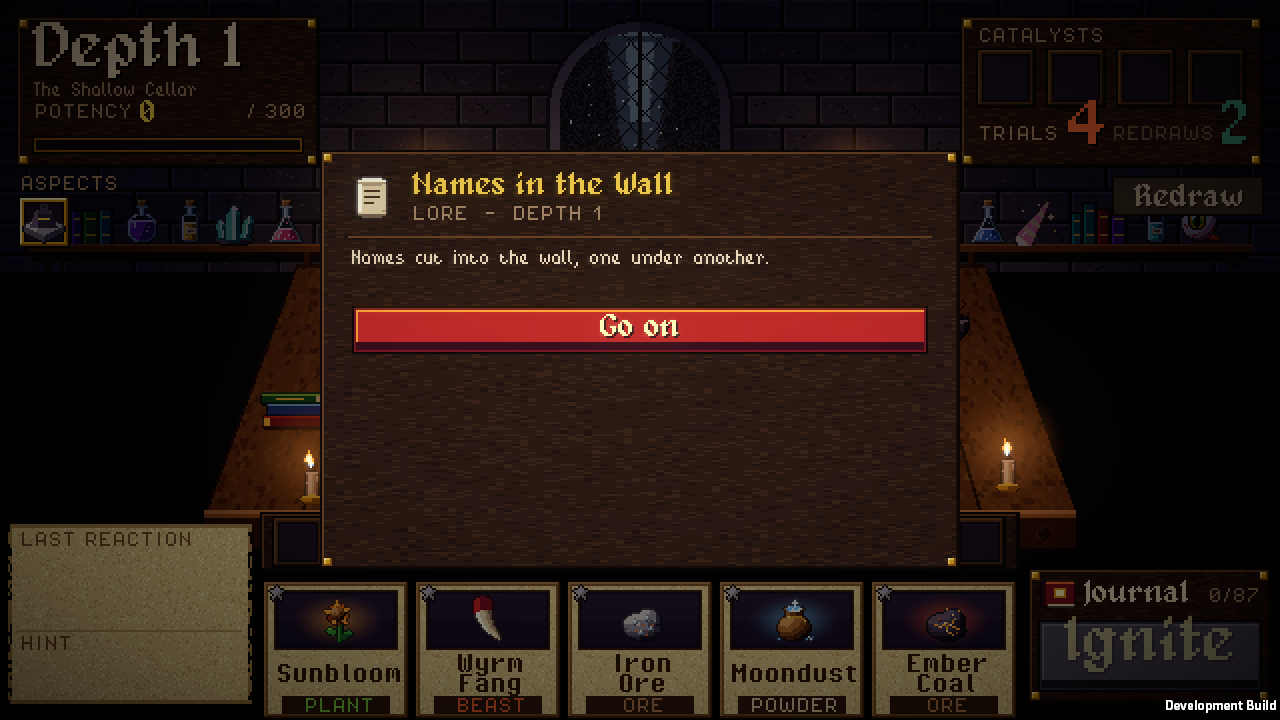 Depth 1
The Shallow Cellar
POTENCY 0 / 300
ASPECTS
CATALYSTS
TRIALS 4 REDRAWS 2
Redraw
Names in the Wall
LORE - DEPTH 1
Names cut into the wall, one under another.
Go on
LAST REACTION
HINT
Sunbloom
PLANT
Wyrm
Fang
BEAST
Iron
Ore
ORE
Moondust
POWDER
Ember
Coal
ORE
Journal 0/87
Ignite
Development Build